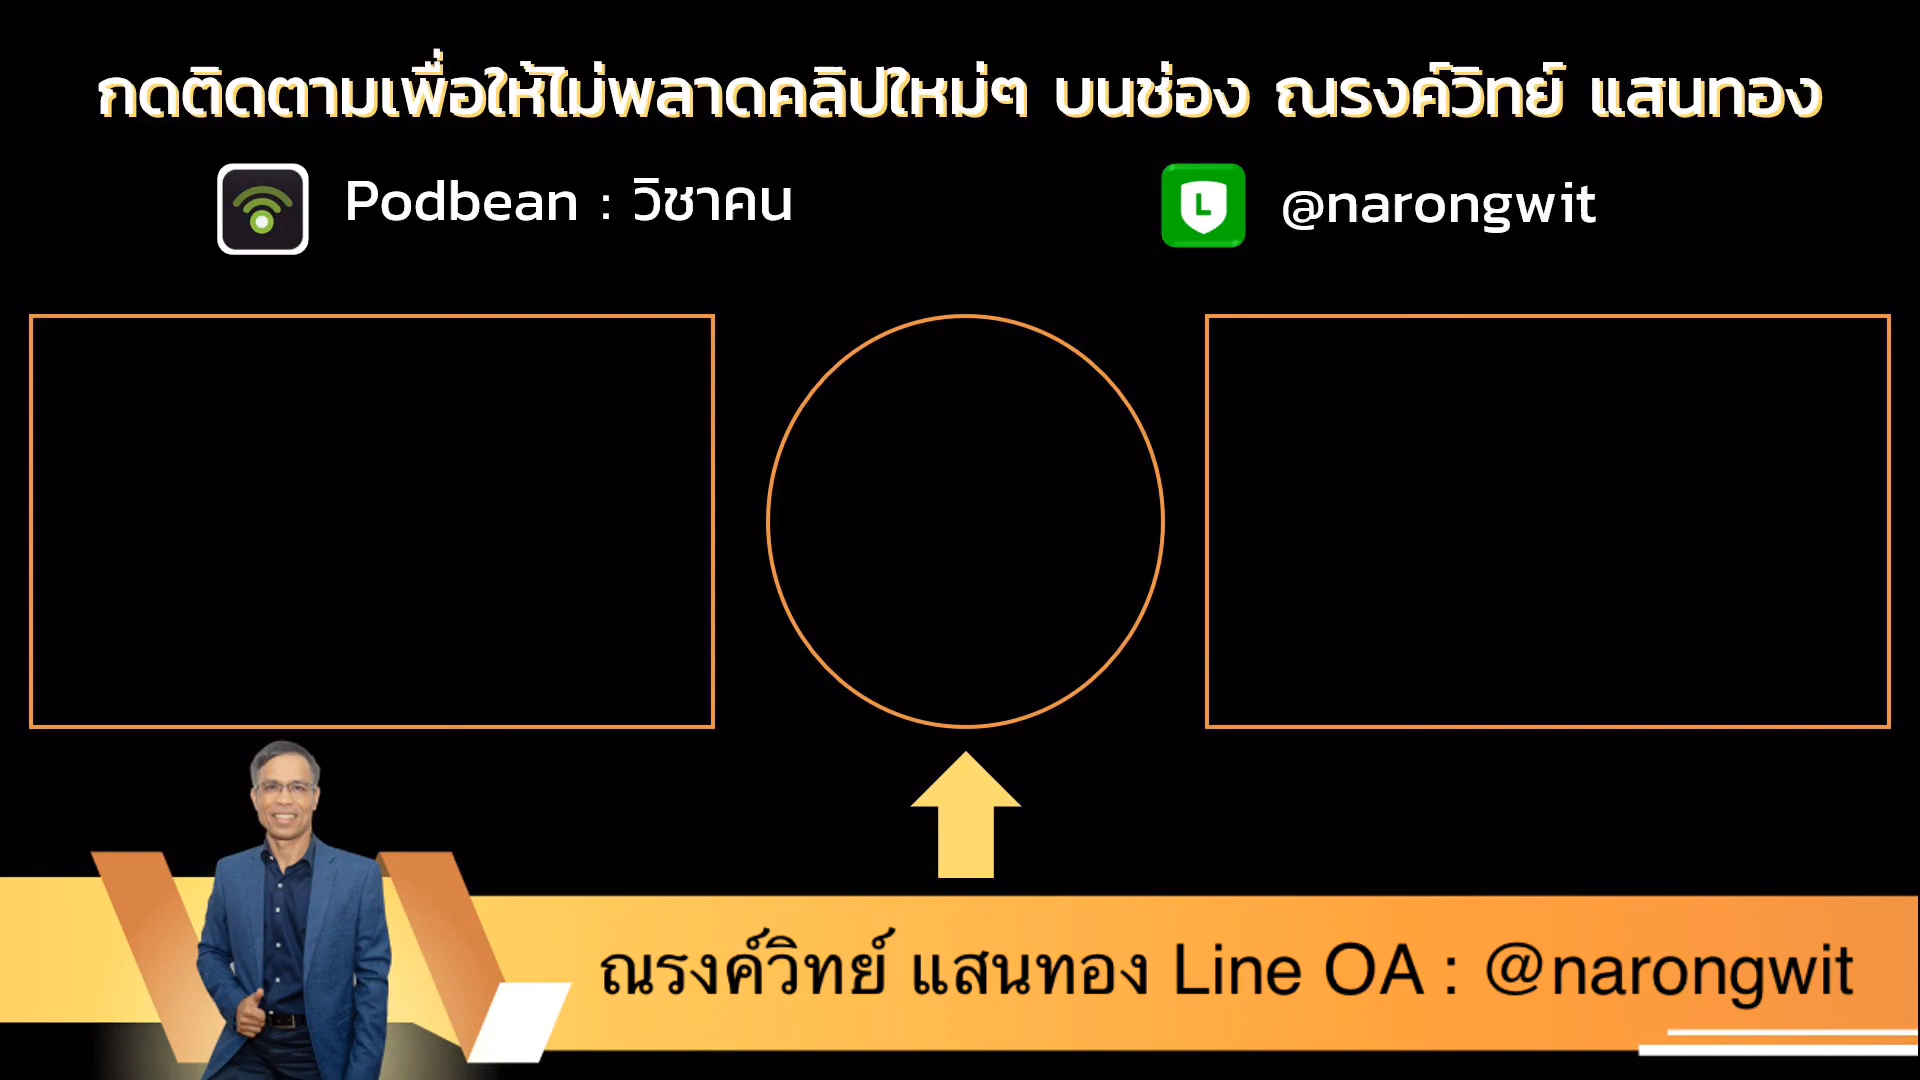 กดติดตามเพื่อให้ไม่พลาดคลิปใหม่ๆ บนช่อง ณรงค์วิทย์ แสนทอง
Podbean : วิชาคน
L
@narongwit
ณรงค์วิทย์ แสนทอง Line OA : @narongwit